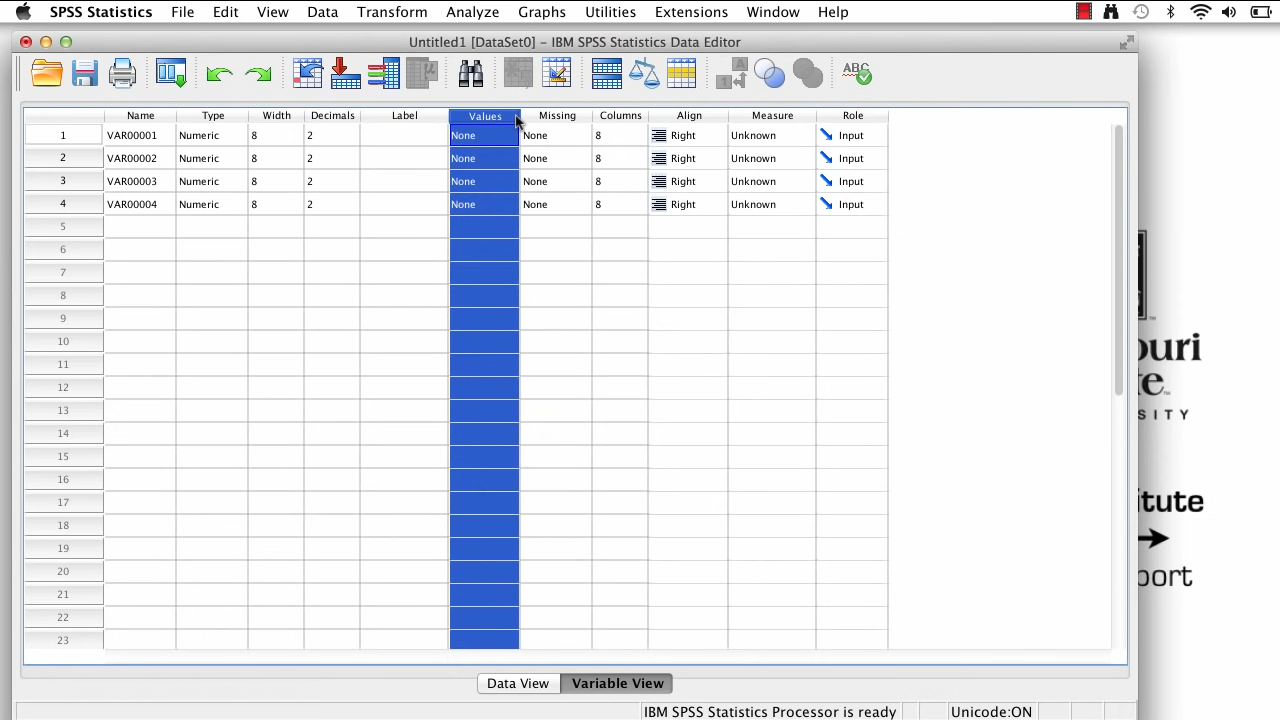 SPSS Statistics File Edit View Data Transform Analyze Graphs Utilities Extensions Window Help
Untitled1 [DataSet0] – IBM SPSS Statistics Data Editor
A
1
ABC
Name Type Width Decimals Label Values Missing Columns Align Measure Role
1 VAR00001 Numeric 8 2 None None 8 Right Unknown Input
2 VAR00002 Numeric 8 2 None None 8 Right Unknown Input
3 VAR00003 Numeric 8 2 None None 8 Right Unknown Input
4 VAR00004 Numeric 8 2 None None 8 Right Unknown Input
5
6
7
8
9
10
11
12
13
14
15
16
17
18
19
20
21
22
23
ouri
te™
SITY
itute
port
Data View Variable View
IBM SPSS Statistics Processor is ready Unicode:ON